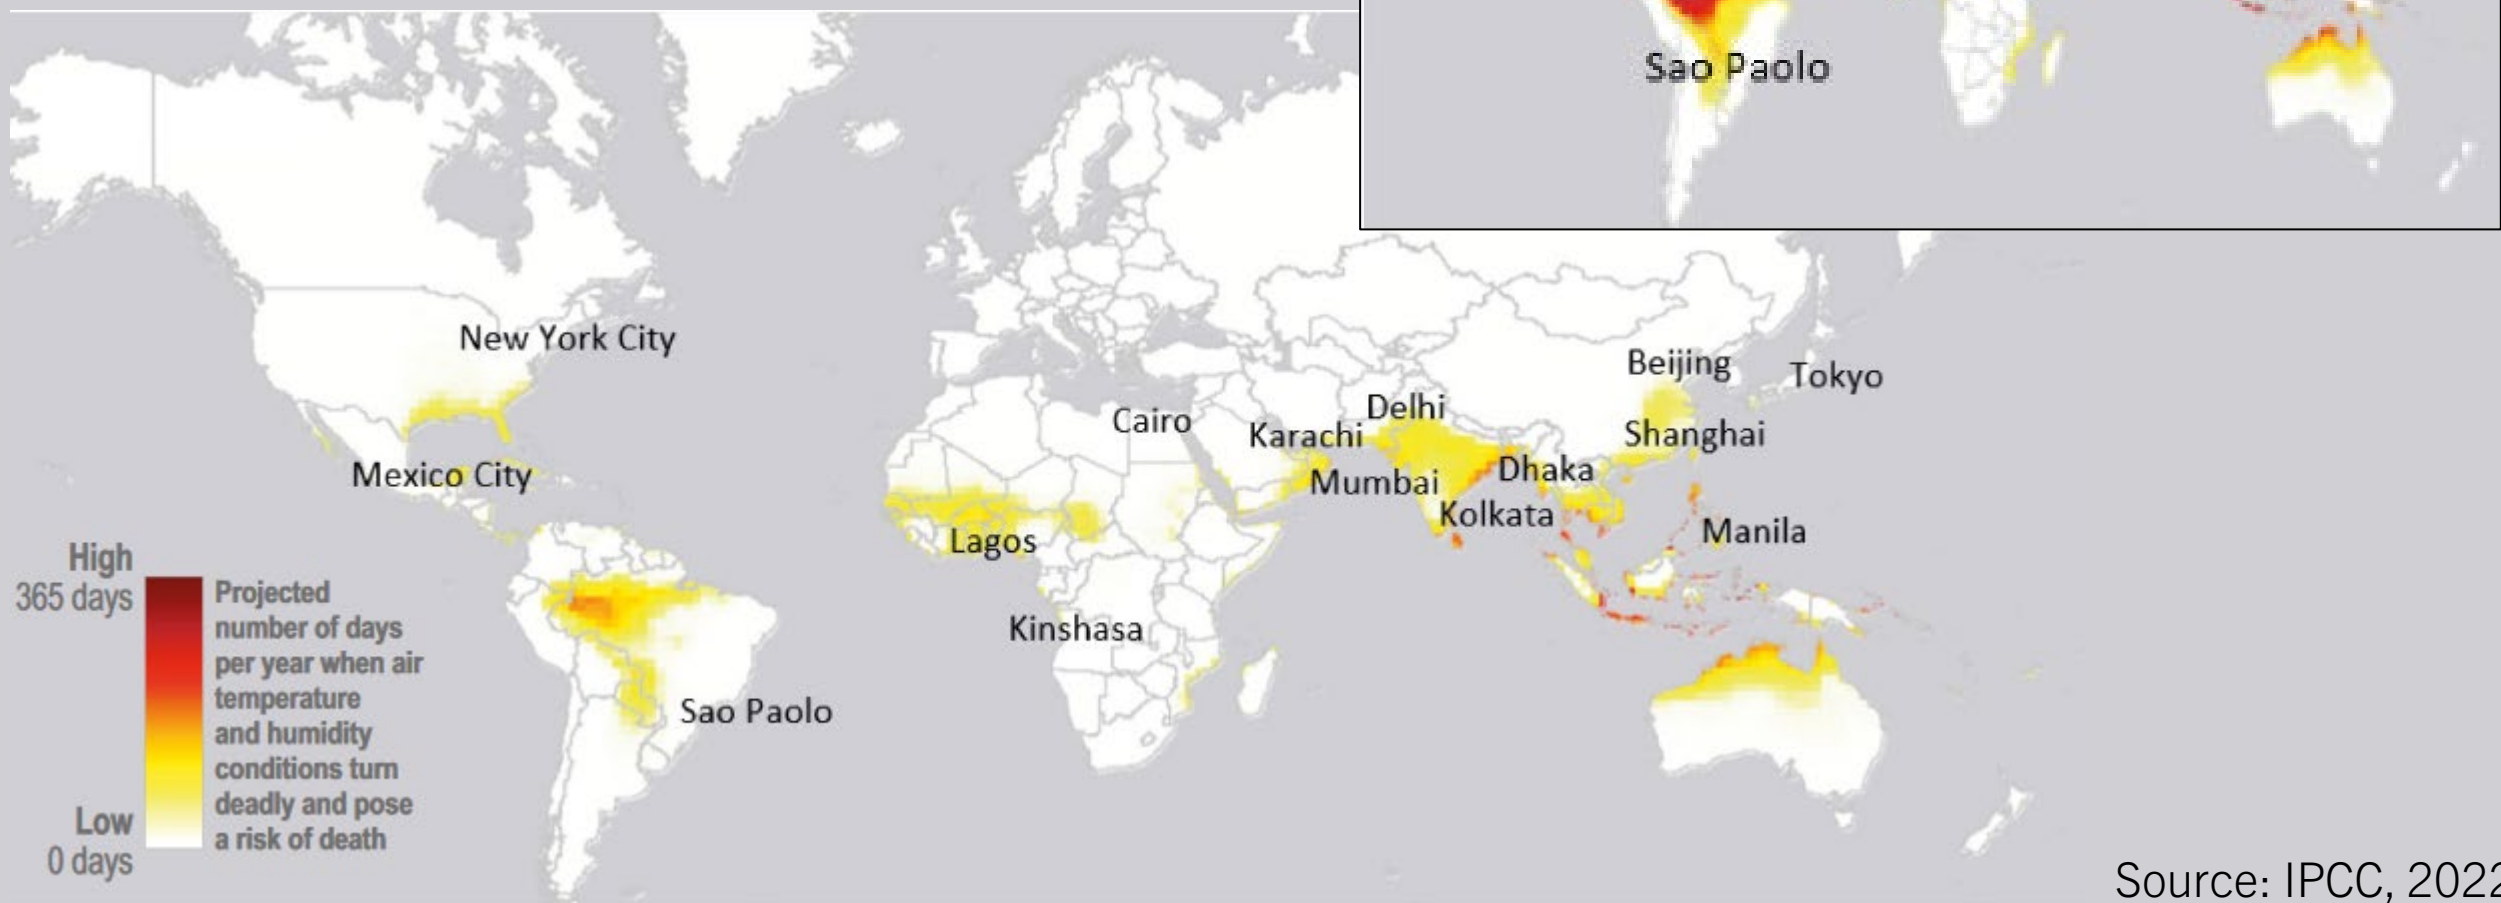 Sao Paolo
New York City
Beijing
Tokyo
Delhi
Cairo
Karachi
Shanghai
Mexico City
Mumbai
Dhaka
Kolkata
Lagos
Manila
Kinshasa
Sao Paolo
High
365 days
Projected
number of days
per year when air
temperature
and humidity
conditions turn
deadly and pose
a risk of death
Low
0 days
Source: IPCC, 2022